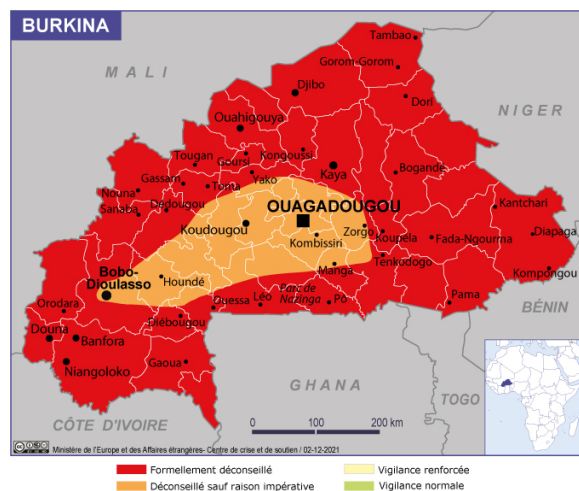 BURKINA
Tambao
Gorom-Gorom
MALI
Djibo
Dori
NIGER
Ouahigouya
Tougan
Goursi
Kongoussi
Kaya
Bogandé
Gassam
Toma
Yako
Nouna
Sanaba
Dédougou
OUAGADOUGOU
Kantchari
Koudougou
Kombissiri
Zorgo
Koupéla
Fada-Ngourma
Diapaga
Manga
Tenkodogo
Kompongou
Bobo-
Dioulasso
Houndé
Parc de
Nazinga
Orodara
Ouessa
Léo
Pô
Pama
Diébougou
BÉNIN
Douna
Banfora
Niangoloko
Gaoua
GHANA
TOGO
CÔTE D'IVOIRE
0 100 200 km
Ministère de l'Europe et des Affaires étrangères- Centre de crise et de soutien / 02-12-2021
Formellement déconseillé
Vigilance renforcée
Déconseillé sauf raison impérative
Vigilance normale